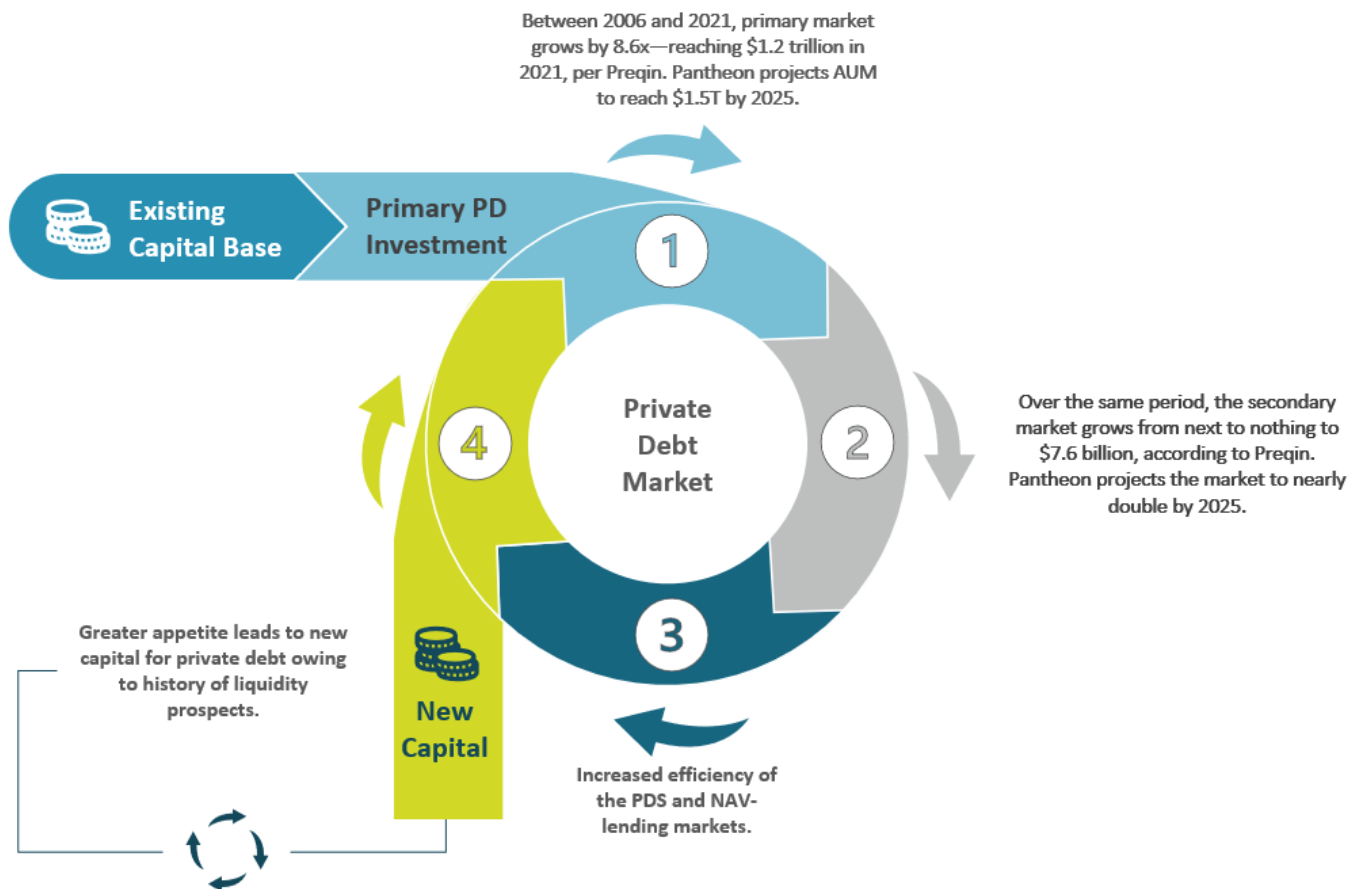 Between 2006 and 2021, primary market
grows by 8.6x—reaching $1.2 trillion in
2021, per Preqin. Pantheon projects AUM
to reach $1.5T by 2025.
Existing
Capital Base
Primary PD
Investment
1
2
3
4
Private
Debt
Market
Over the same period, the secondary
market grows from next to nothing to
$7.6 billion, according to Preqin.
Pantheon projects the market to nearly
double by 2025.
Increased efficiency of
the PDS and NAV-
lending markets.
New
Capital
Greater appetite leads to new
capital for private debt owing
to history of liquidity
prospects.